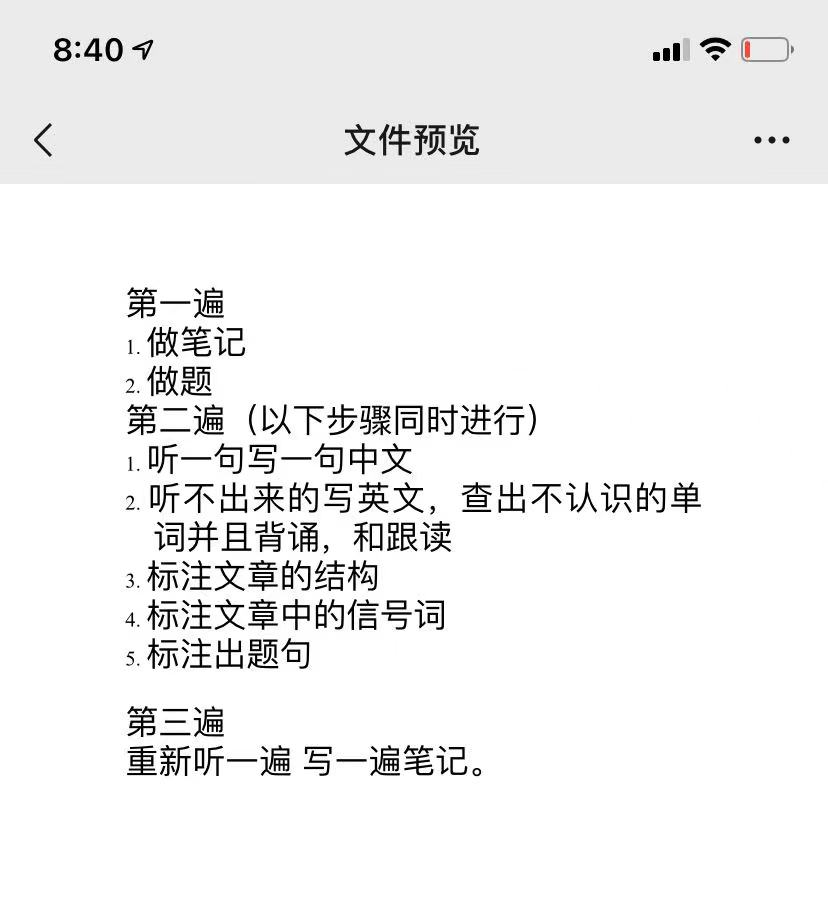 8:40
文件预览
第一遍
1. 做笔记
2. 做题
第二遍（以下步骤同时进行）
1. 听一句写一句中文
2. 听不出来的写英文，查出不认识的单
词并且背诵，和跟读
3. 标注文章的结构
4. 标注文章中的信号词
5. 标注出题句
第三遍
重新听一遍 写一遍笔记。